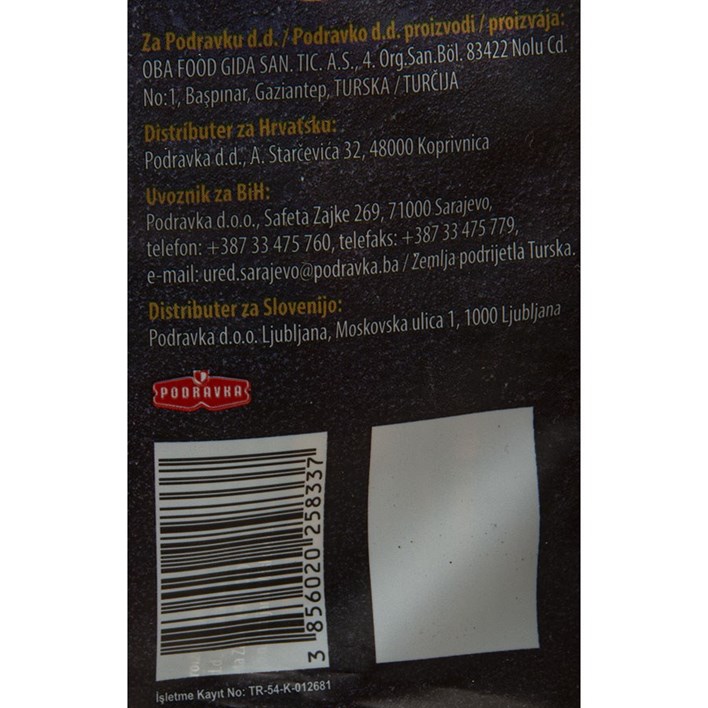 Za Podravku d.d. / Podravko d.d. proizvodi / proizvaja:
OBA FOOD GIDA SAN. TIC. A.S., 4. Org.San.Böl. 83422 Nolu Cd.
No:1, Başpınar, Gaziantep, TURSKA / TURČIJA
Distributer za Hrvatsku:
Podravka d.d., A. Starčevića 32, 48000 Koprivnica
Uvoznik za BiH:
Podravka d.o.o., Safeta Zajke 269, 71000 Sarajevo,
telefon: +387 33 475 760, telefaks: +387 33 475 779,
e-mail: ured.sarajevo@podravka.ba / Zemlja podrijetla Turska.
Distributer za Slovenijo:
Podravka d.o.o. Ljubljana, Moskovska ulica 1, 1000 Ljubljana
PODRAVKA
3 856020 258337
İşletme Kayıt No: TR-54-K-012681